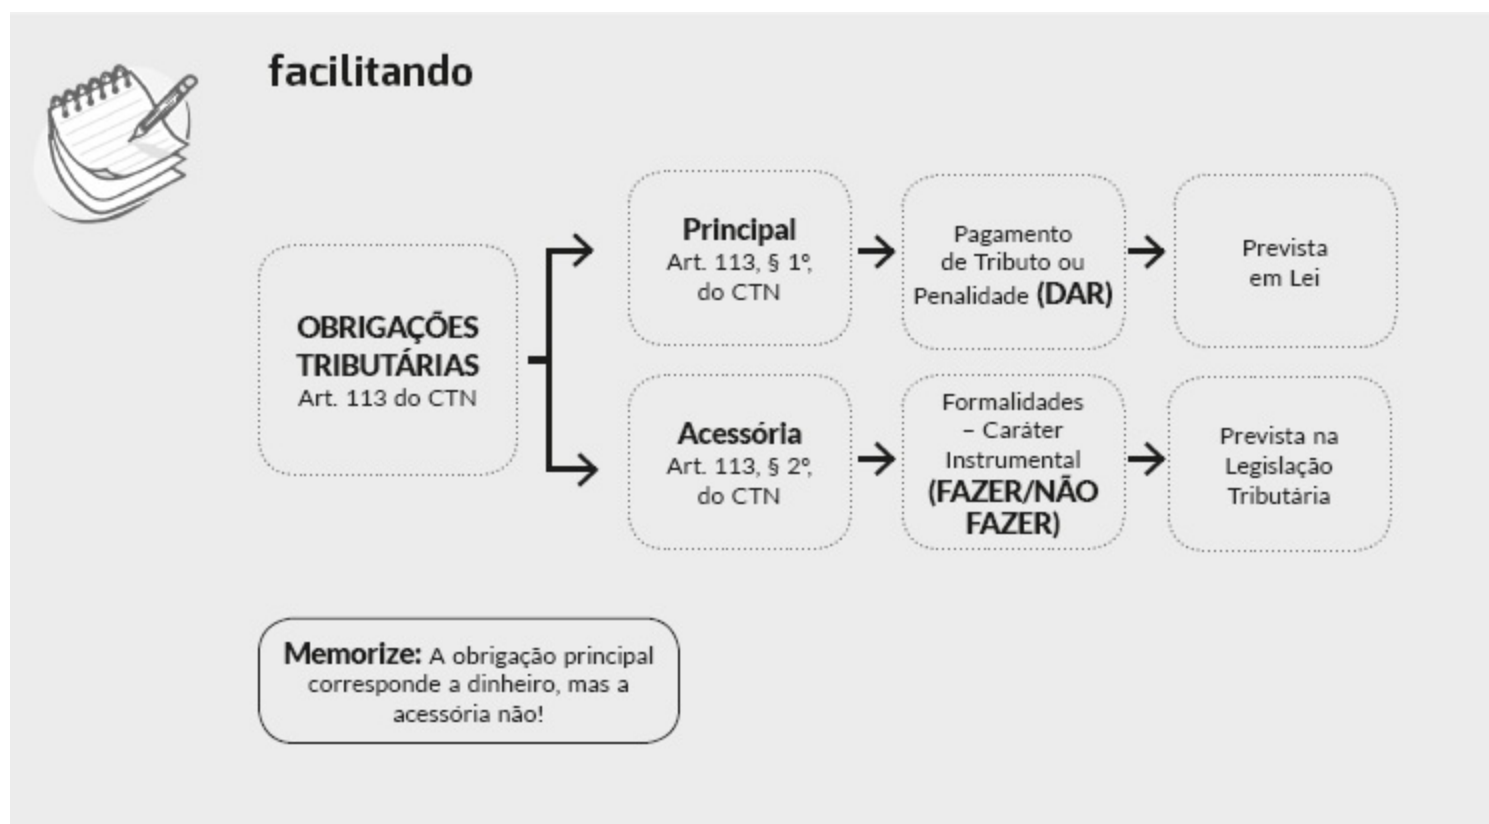 facilitando
OBRIGAÇÕES
TRIBUTÁRIAS
Art. 113 do CTN
Principal
Art. 113, § 1º,
do CTN
Pagamento
de Tributo ou
Penalidade (DAR)
Prevista
em Lei
Acessória
Art. 113, § 2º,
do CTN
Formalidades
– Caráter
Instrumental
(FAZER/NÃO
FAZER)
Prevista na
Legislação
Tributária
Memorize: A obrigação principal
corresponde a dinheiro, mas a
acessória não!